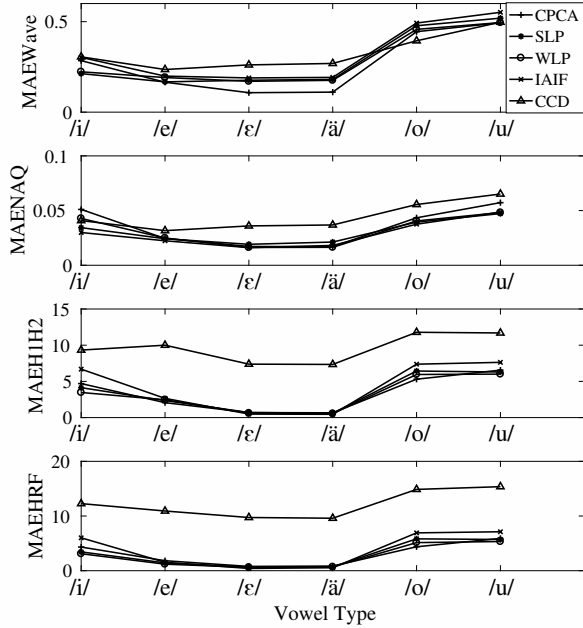 MAEWave
0.5
0
CPCA
SLP
WLP
IAIF
CCD
/i/ /e/ /ɛ/ /ä/ /o/ /u/
MAENAQ
0.1
0.05
0
/i/ /e/ /ɛ/ /ä/ /o/ /u/
MAEH1H2
15
10
5
0
/i/ /e/ /ɛ/ /ä/ /o/ /u/
MAEHRF
20
10
0
/i/ /e/ /ɛ/ /ä/ /o/ /u/
Vowel Type